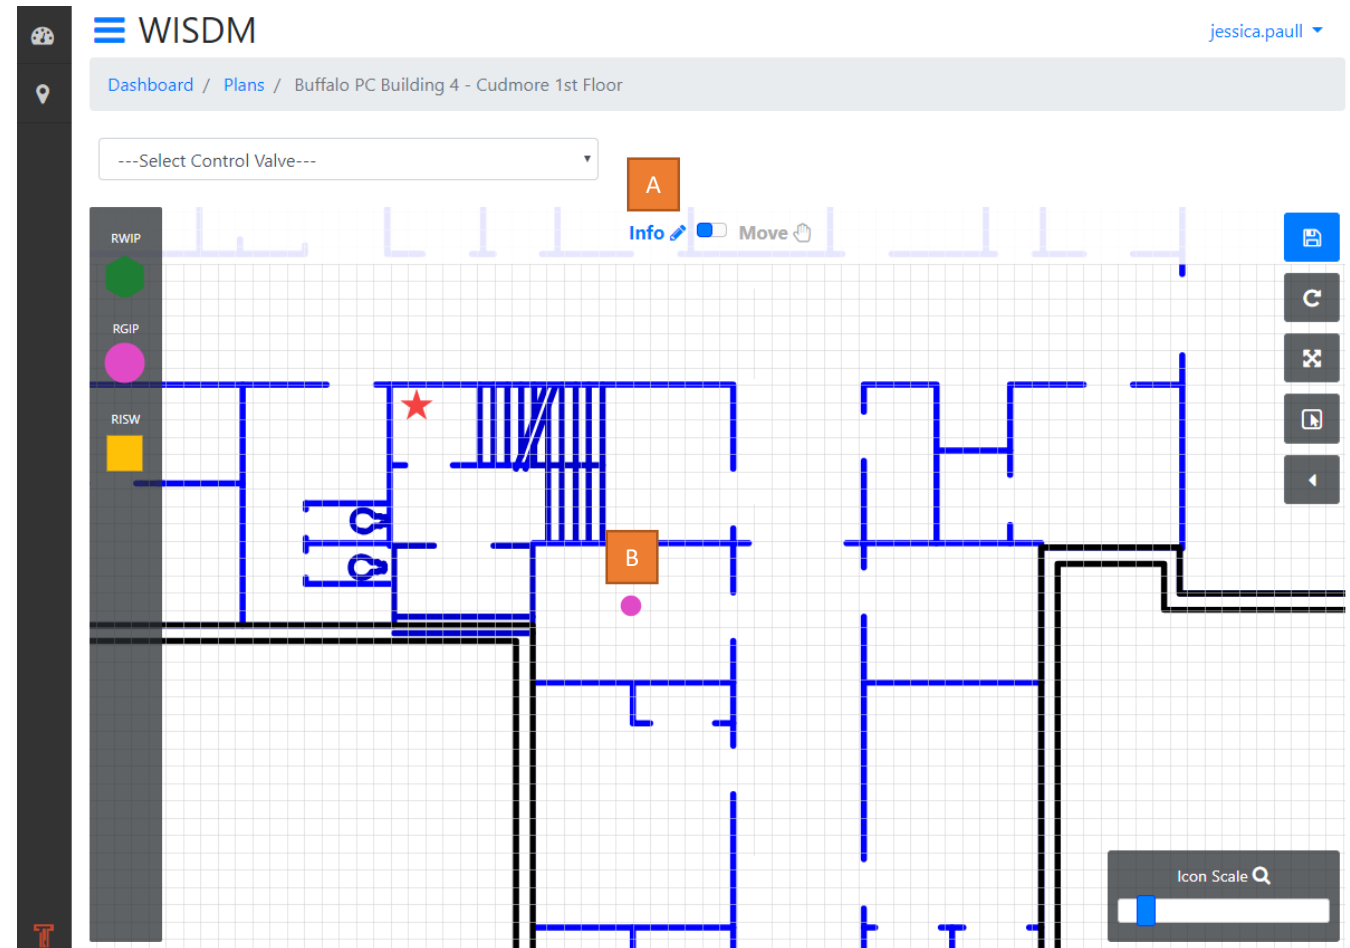 WISDM
jessica.paull
Dashboard / Plans / Buffalo PC Building 4 - Cudmore 1st Floor
---Select Control Valve---
A
Info Move
RWIP
RGIP
RISW
B
Icon Scale